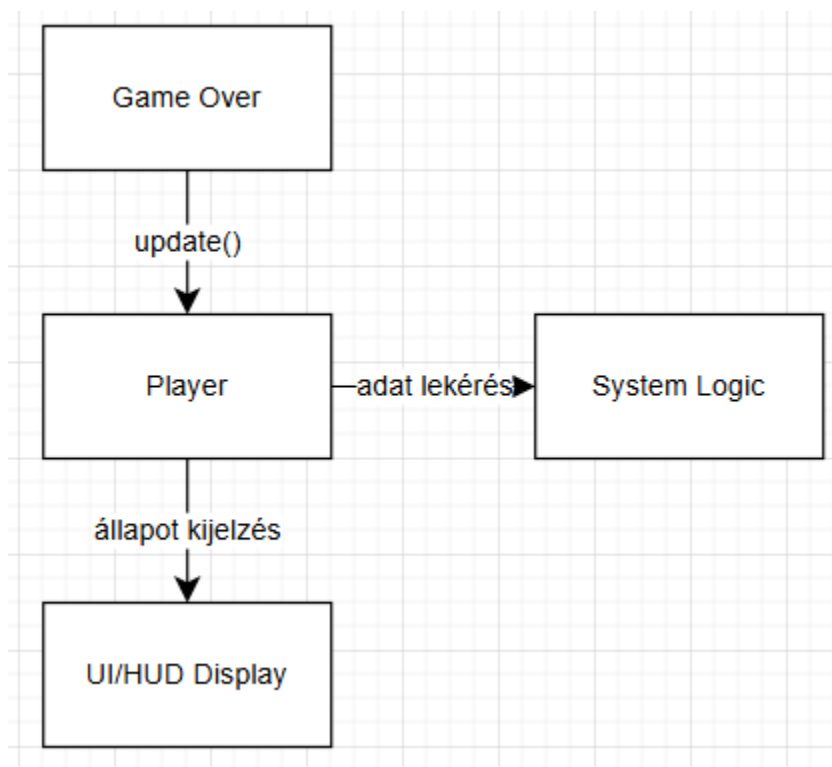 Game Over
update()
Player
adat lekérés
System Logic
állapot kijelzés
UI/HUD Display